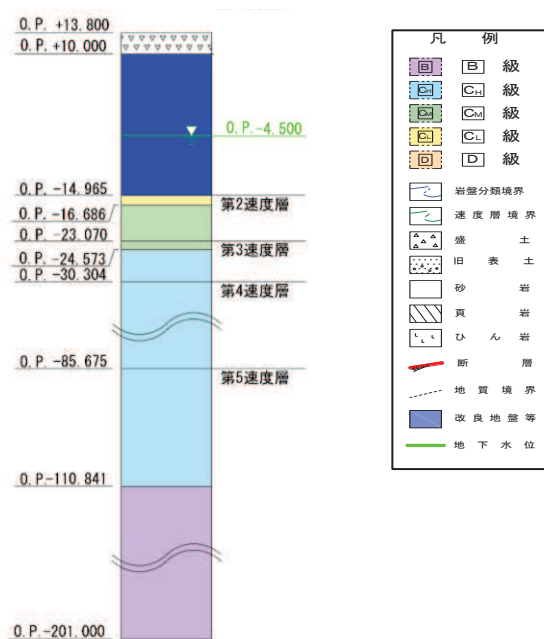 O.P. +13.800
O.P. +10.000
O.P.-4.500
O.P. -14.965
第2速度層
O.P. -16.686
O.P. -23.070
第3速度層
O.P. -24.573
O.P. -30.304
第4速度層
O.P. -85.675
第5速度層
O.P.-110.841
O.P.-201.000
凡 例
B B 級
CH CH 級
CM CM 級
CL CL 級
D D 級
岩盤分類境界
速度層境界
盛土
旧表土
砂岩
頁岩
ひん岩
断層
地質境界
改良地盤等
地下水位